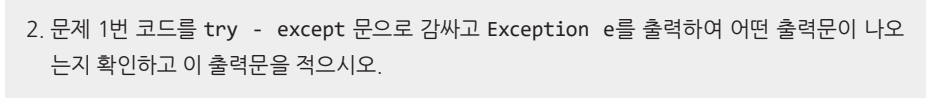 2. 문제 1번 코드를 try - except 문으로 감싸고 Exception e를 출력하여 어떤 출력문이 나오
는지 확인하고 이 출력문을 적으시오.